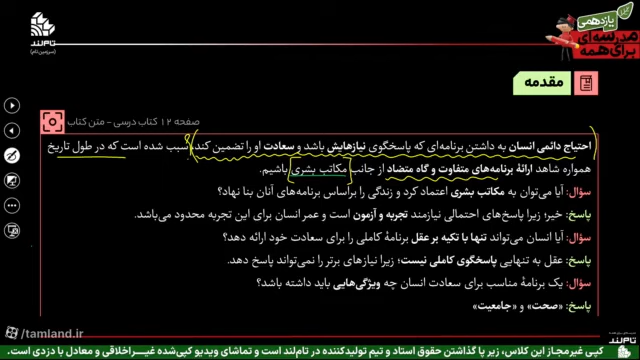 یازدهمی
مدرسه‌ای
برای همه
تام‌لند
(سرزمین تام)
مقدمه
صفحه ۱۲ کتاب درسی - متن کتاب
احتیاج دائمی انسان به داشتن برنامه‌ای که پاسخگوی نیازهایش باشد و سعادت او را تضمین کند، سبب شده است که در طول تاریخ
همواره شاهد ارائهٔ برنامه‌های متفاوت و گاه متضاد از جانب مکاتب بشری باشیم.
سؤال: آیا می‌توان به مکاتب بشری اعتماد کرد و زندگی را براساس برنامه‌های آنان بنا نهاد؟
پاسخ: خیر؛ زیرا پاسخ‌های احتمالی نیازمند تجربه و آزمون است و عمر انسان برای این تجربه محدود می‌باشد.
سؤال: آیا انسان می‌تواند تنها با تکیه بر عقل برنامهٔ کاملی را برای سعادت خود ارائه دهد؟
پاسخ: عقل به تنهایی پاسخگوی کاملی نیست؛ زیرا نیازهای برتر را نمی‌تواند پاسخ دهد.
سؤال: یک برنامهٔ مناسب برای سعادت انسان چه ویژگی‌هایی باید داشته باشد؟
پاسخ: «صحت» و «جامعیت»
/tamland.ir
تام‌لند
کپی غیرمجاز این کلاس، زیر پا گذاشتن حقوق استاد و تیم تولیدکننده در تام‌لند است و تماشای ویدیو کپی‌شده غیراخلاقی و معادل با دزدی است.